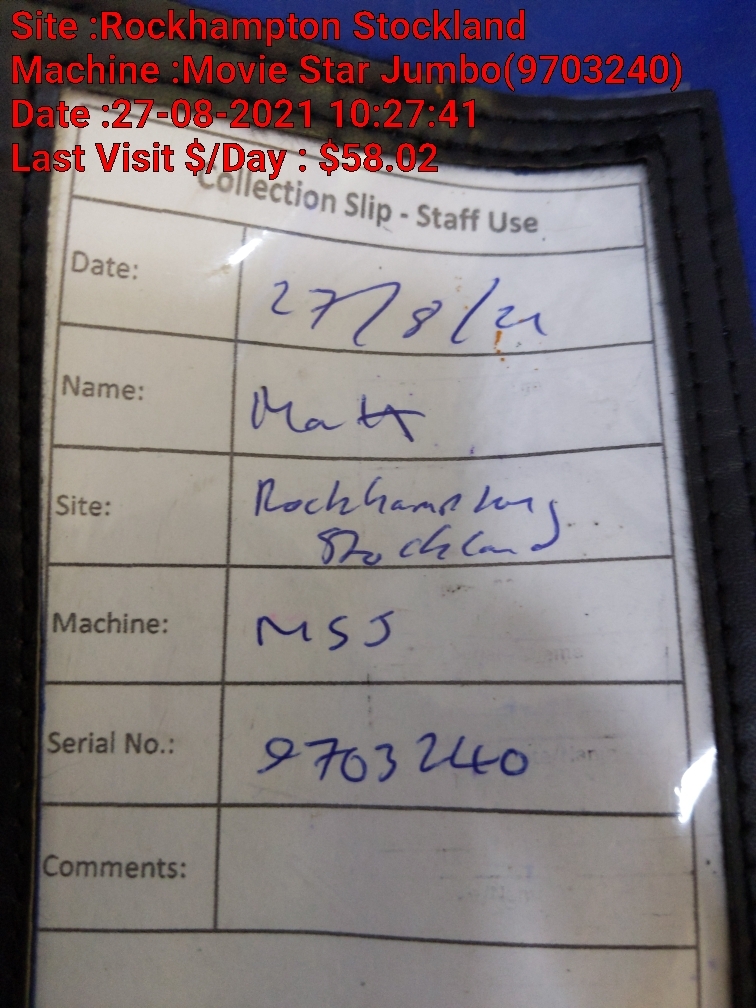 Site :Rockhampton Stockland
Machine :Movie Star Jumbo(9703240)
Date :27-08-2021 10:27:41
Last Visit $/Day : $58.02
Collection Slip - Staff Use
Date: 27/8/21
Name: Matt
Site: Rockhampton
Stockland
Machine: MSJ
Serial No.: 9703240
Comments: